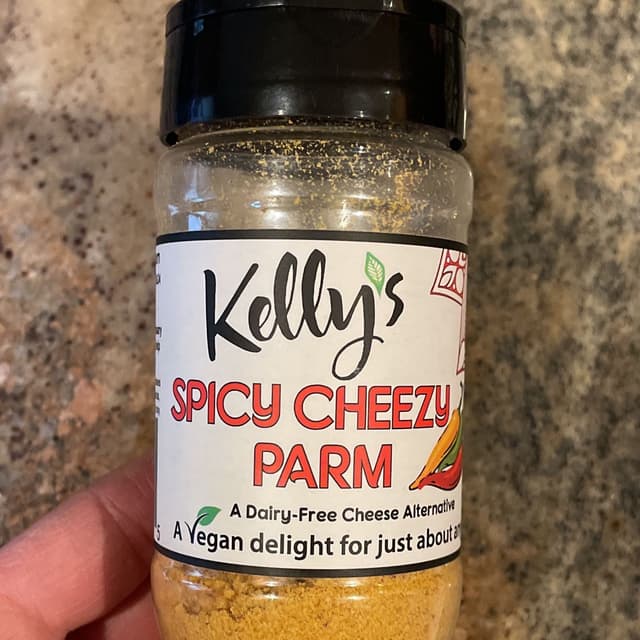 Kelly's
SPICY CHEEZY
PARM
A Dairy-Free Cheese Alternative
A Vegan delight for just about